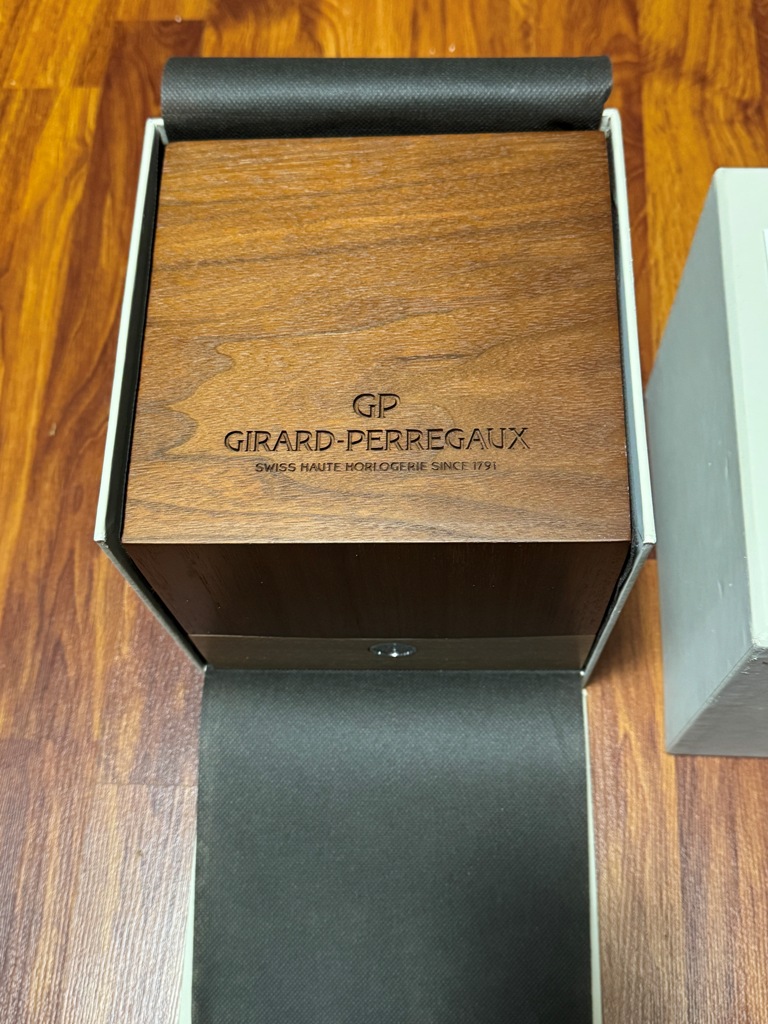 GP
GIRARD-PERREGAUX
SWISS HAUTE HORLOGERIE SINCE 1791